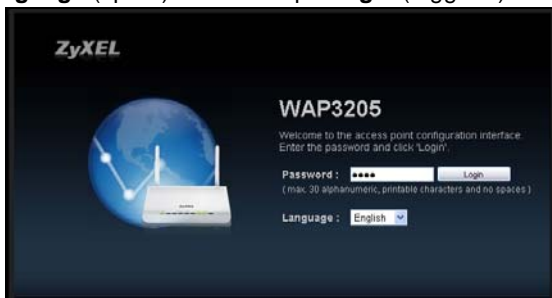 ZyXEL
WAP3205
Welcome to the access point configuration interface.
Enter the password and click 'Login'.
Password : •••• Login
( max. 30 alphanumeric, printable characters and no spaces )
Language : English